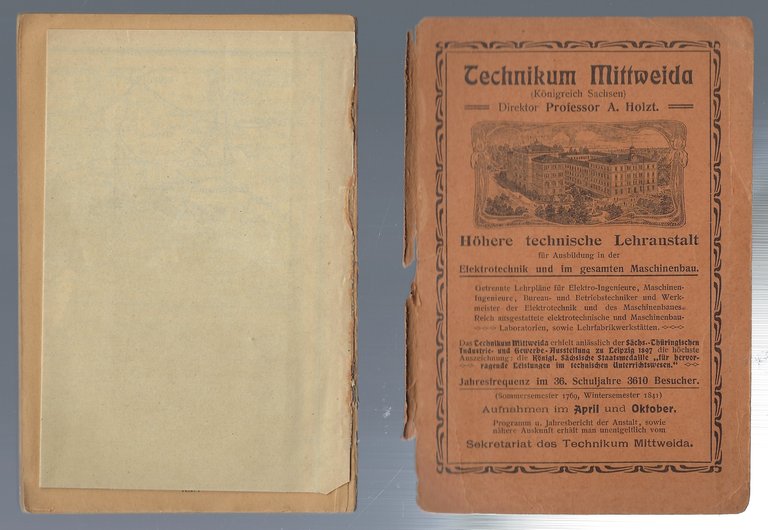 Technikum Mittweida
(Königreich Sachsen)
Direktor Professor A. Holzt.
Höhere technische Lehranstalt
für Ausbildung in der
Elektrotechnik und im gesamten Maschinenbau.
Getrennte Lehrpläne für Elektro-Ingenieure, Maschinen-
Ingenieure, Bureau- und Betriebstechniker und Werk-
meister der Elektrotechnik und des Maschinenbaues.
Reich ausgestattete elektrotechnische und Maschinenbau-
Laboratorien, sowie Lehrfabrikwerkstätten.
Das Technikum Mittweida erhielt anlässlich der Sächs.-Thüringischen
Industrie- und Gewerbe-Ausstellung zu Leipzig 1897 die höchste
Auszeichnung: die Königl. Sächsische Staatsmedaille „für hervor-
ragende Leistungen im technischen Unterrichtswesen."
Jahresfrequenz im 36. Schuljahre 3610 Besucher.
(Sommersemester 1769, Wintersemester 1841)
Aufnahmen im April und Oktober.
Programm u. Jahresbericht der Anstalt, sowie
nähere Auskunft erhält man unentgeltlich vom
Sekretariat des Technikum Mittweida.